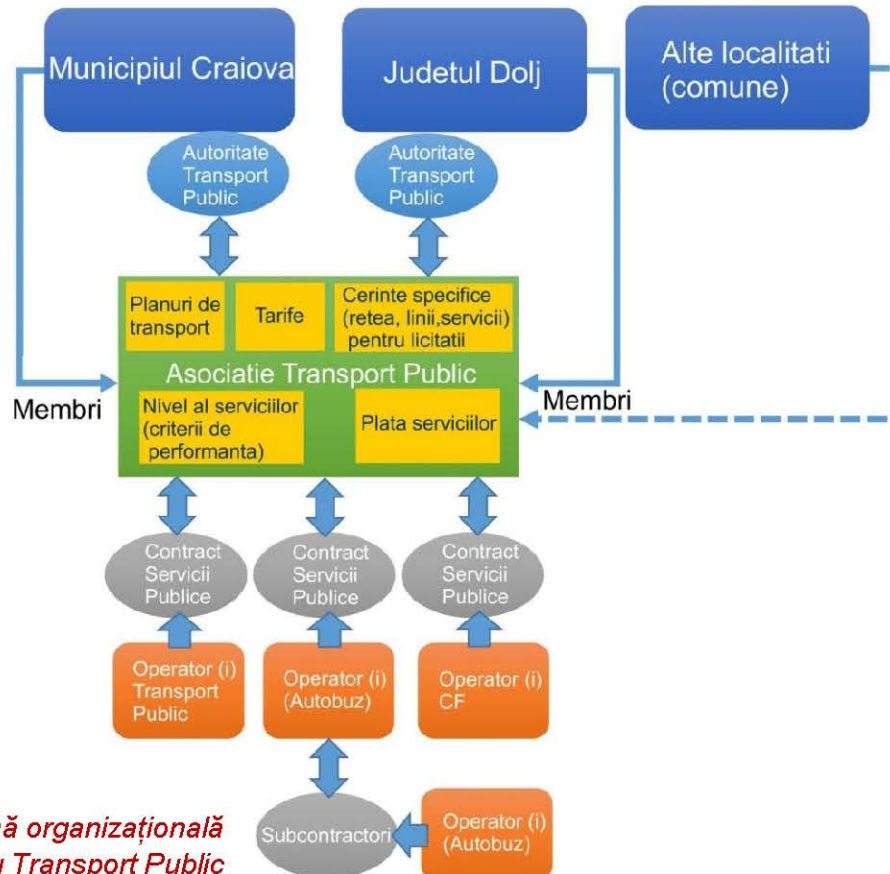 Municipiul Craiova
Judetul Dolj
Alte localitati
(comune)
Autoritate
Transport
Public
Autoritate
Transport
Public
Planuri de
transport
Tarife
Cerinte specifice
(retea, linii,servicii)
pentru licitatii
Asociatie Transport Public
Membri
Membri
Nivel al serviciilor
(criterii de
performanta)
Plata serviciilor
Contract
Servicii
Publice
Contract
Servicii
Publice
Contract
Servicii
Publice
Operator (i)
Transport
Public
Operator (i)
(Autobuz)
Operator (i)
CF
Subcontractori
Operator (i)
(Autobuz)
organizațională
Transport Public